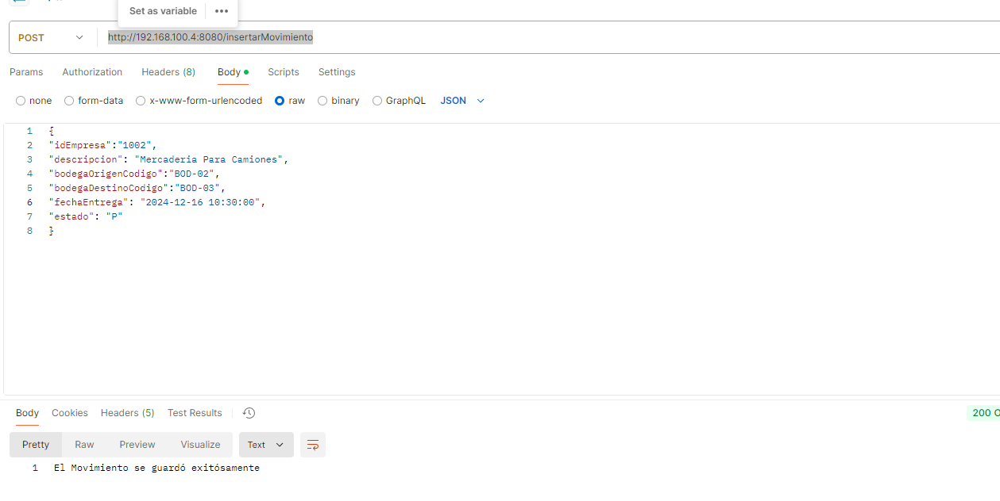 Set as variable •••
POST http://192.168.100.4:8080/insertarMovimiento
Params Authorization Headers (8) Body Scripts Settings
none form-data x-www-form-urlencoded raw binary GraphQL JSON
1 {
2 "idEmpresa":"1002",
3 "descripcion": "Mercaderia Para Camiones",
4 "bodegaOrigenCodigo":"BOD-02",
5 "bodegaDestinoCodigo":"BOD-03",
6 "fechaEntrega": "2024-12-16 10:30:00",
7 "estado": "P"
8 }
Body Cookies Headers (5) Test Results 200 O
Pretty Raw Preview Visualize Text
1 El Movimiento se guardó exitósamente